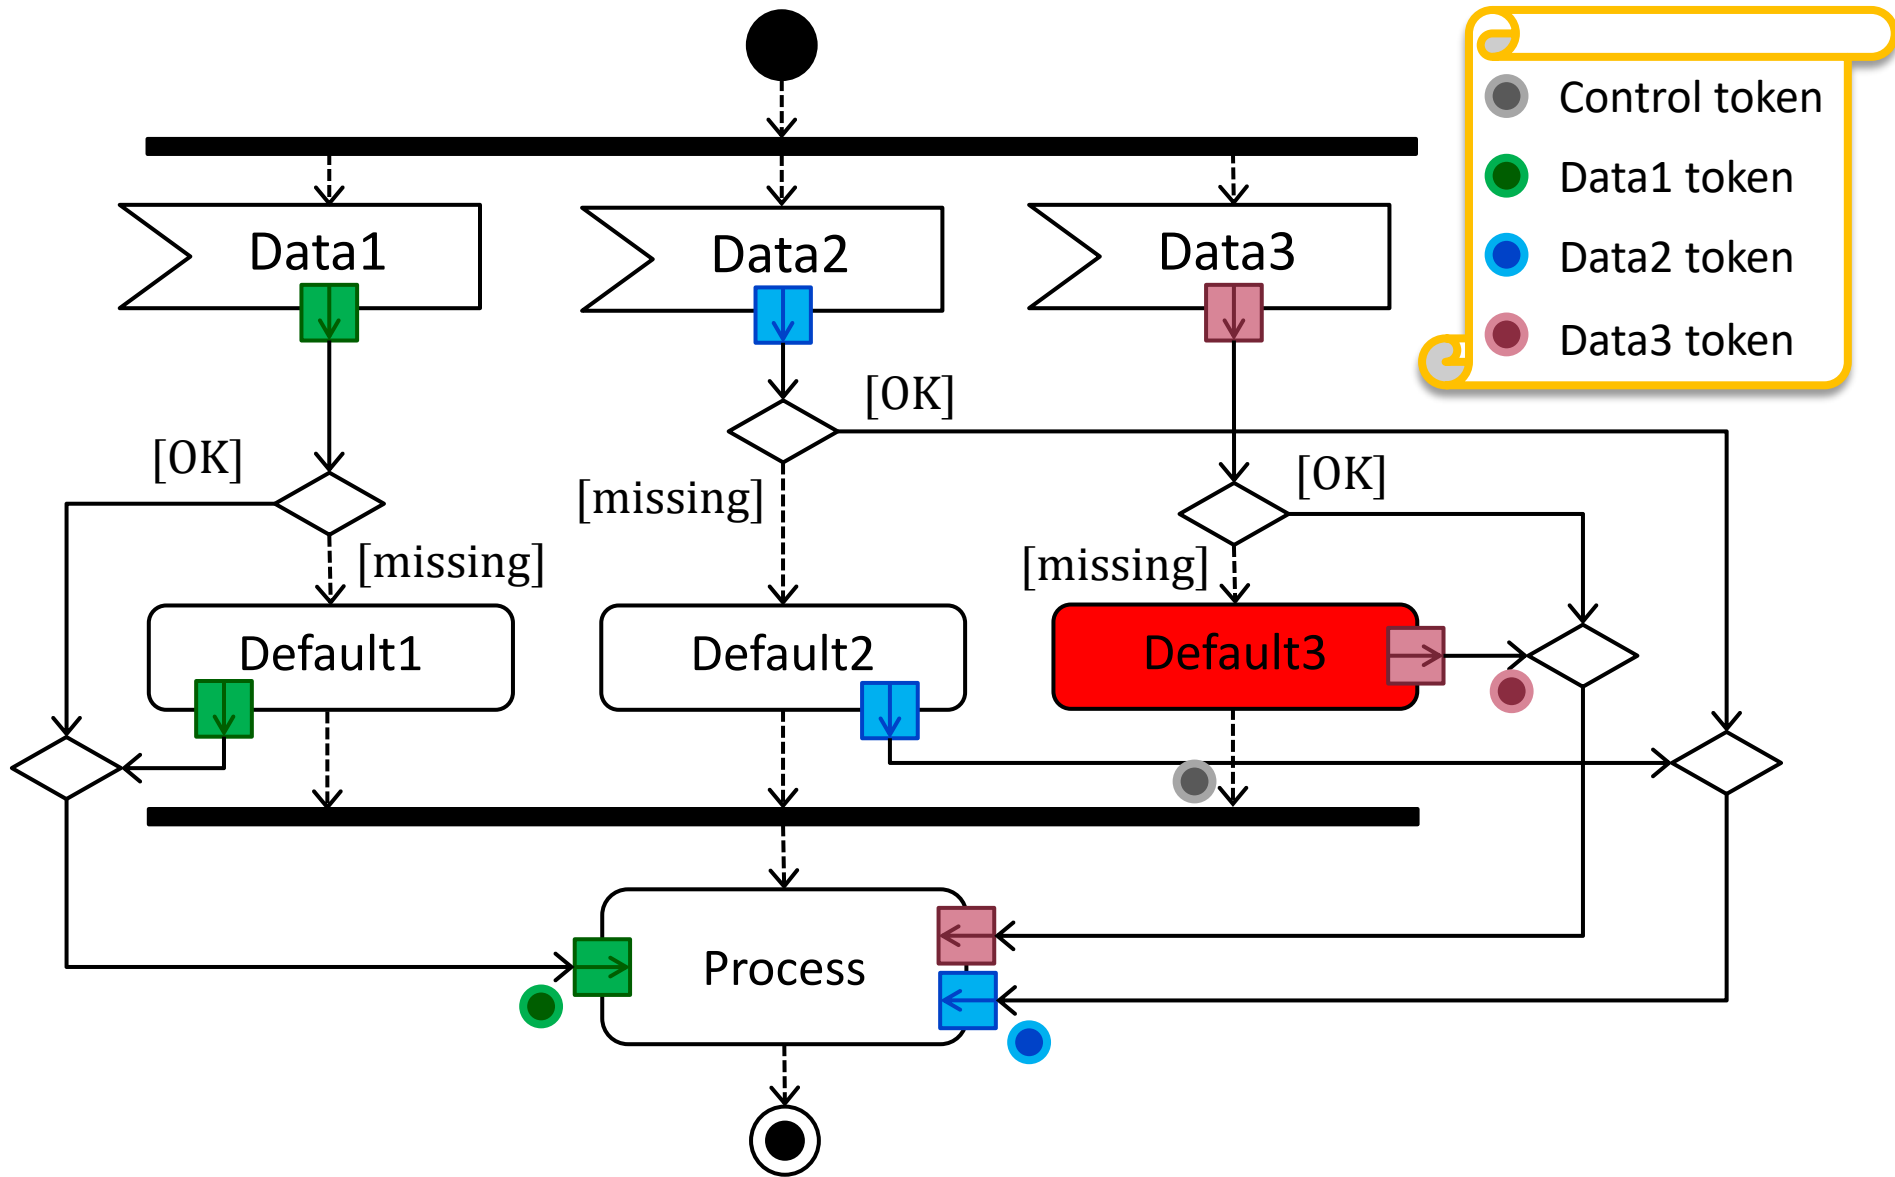 Control token
Data1 token
Data2 token
Data3 token
Data1
Data2
Data3
[OK]
[OK]
[OK]
[missing]
[missing]
[missing]
Default1
Default2
Default3
Process